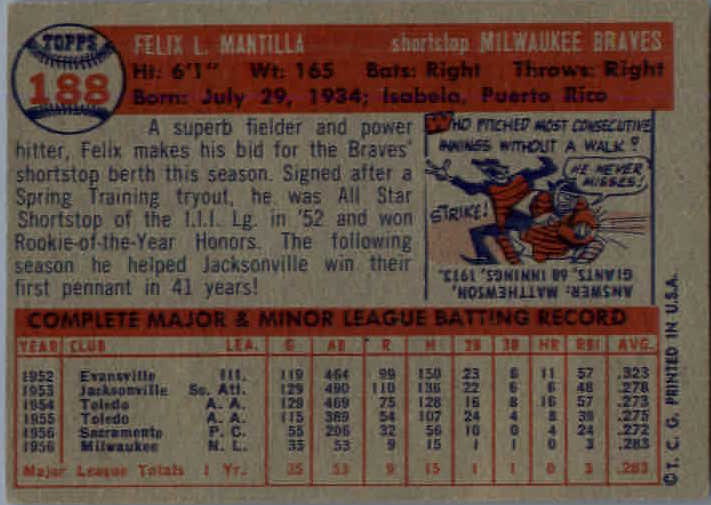 TOPPS
188
FELIX L. MANTILLA shortstop MILWAUKEE BRAVES
Ht: 6'1" Wt: 165 Bats: Right Throws: Right
Born: July 29, 1934; Isabela, Puerto Rico
A superb fielder and power
hitter, Felix makes his bid for the Braves'
shortstop berth this season. Signed after a
Spring Training tryout, he was All Star
Shortstop of the I.I.I. Lg. in '52 and won
Rookie-of-the-Year Honors. The following
season he helped Jacksonville win their
first pennant in 41 years!
WHO PITCHED MOST CONSECUTIVE
INNINGS WITHOUT A WALK?
HE NEVER
MISSES!
STRIKE!
ANSWER: MATTHEWSON,
GIANTS, 68 INNINGS, 1913.
COMPLETE MAJOR & MINOR LEAGUE BATTING RECORD
YEAR CLUB LEA. G AB R H 2B 3B HR RBI AVG.
1952 Evansville III. 119 464 99 150 23 6 11 57 .323
1953 Jacksonville So. Atl. 129 490 110 136 22 6 6 48 .278
1954 Toledo A. A. 129 469 75 128 16 8 16 57 .273
1955 Toledo A. A. 115 389 54 107 24 4 8 39 .275
1956 Sacramento P. C. 55 206 32 56 10 0 4 24 .272
1956 Milwaukee N. L. 35 53 9 15 1 1 0 3 .283
Major League Totals 1 Yr. 35 53 9 15 1 1 0 3 .283
©T. C. G. PRINTED IN U.S.A.